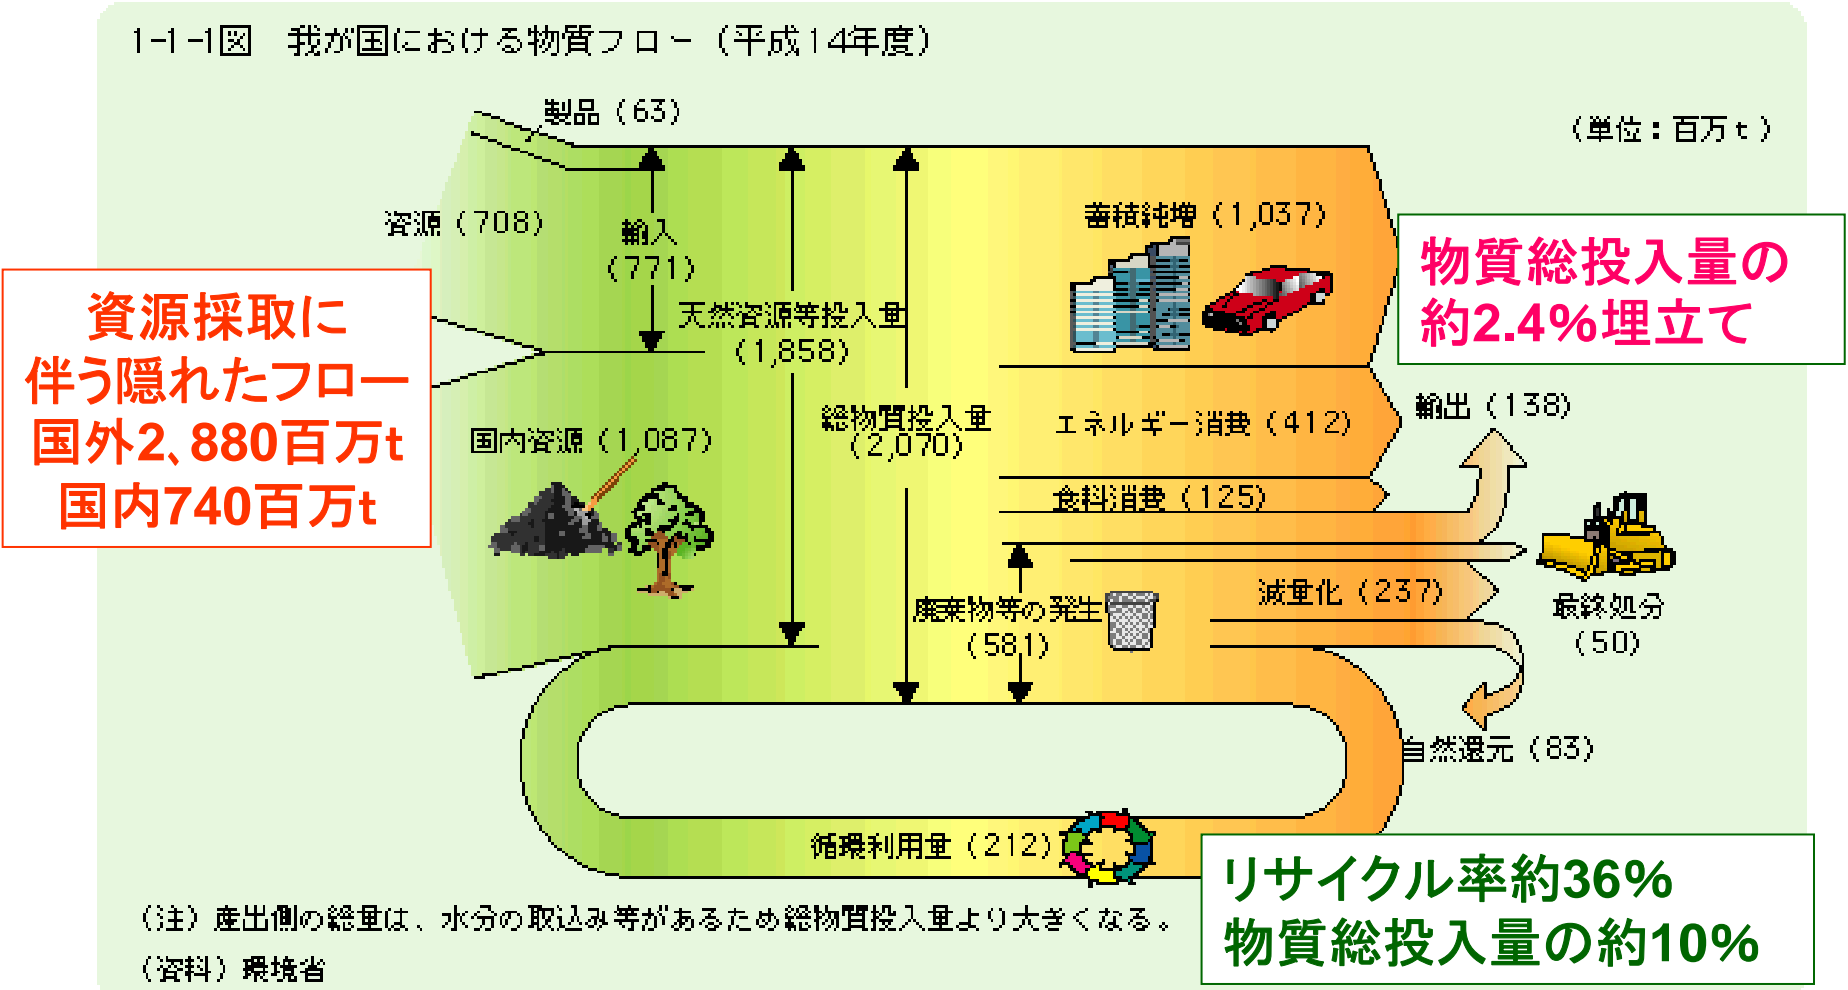 1-1-1図　我が国における物質フロー（平成14年度）
製品（63）
（単位：百万ｔ）
資源（708）
輸入
（771）
蓄積純増（1,037）
物質総投入量の
約2.4%埋立て
資源採取に
伴う隠れたフロー
国外2、880百万t
国内740百万t
天然資源等投入量
（1,858）
総物質投入量
（2,070）
エネルギー消費（412）
輸出（138）
国内資源（1,087）
食料消費（125）
減量化（237）
最終処分
（50）
廃棄物等の発生
（581）
自然還元（83）
循環利用量（212）
リサイクル率約36%
物質総投入量の約10%
（注）産出側の総量は、水分の取込み等があるため総物質投入量より大きくなる。
（資料）環境省